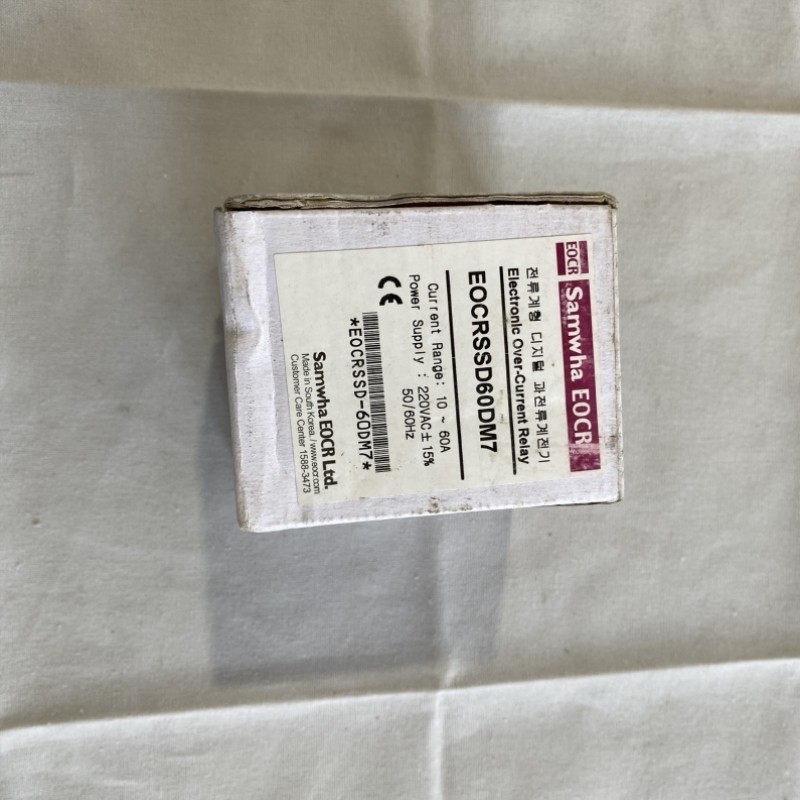 EOCR Samwha EOCR
전류계형 디지털 과전류계전기
Electronic Over-Current Relay
EOCRSSD60DM7
Current Range: 10 ~ 60A
Power Supply : 220VAC± 15%
50/60Hz
CE
*EOCRSSD-60DM7*
Samwha EOCR Ltd.
Made in South Korea. / www.eocr.com
Customer Care Center 1588-3473